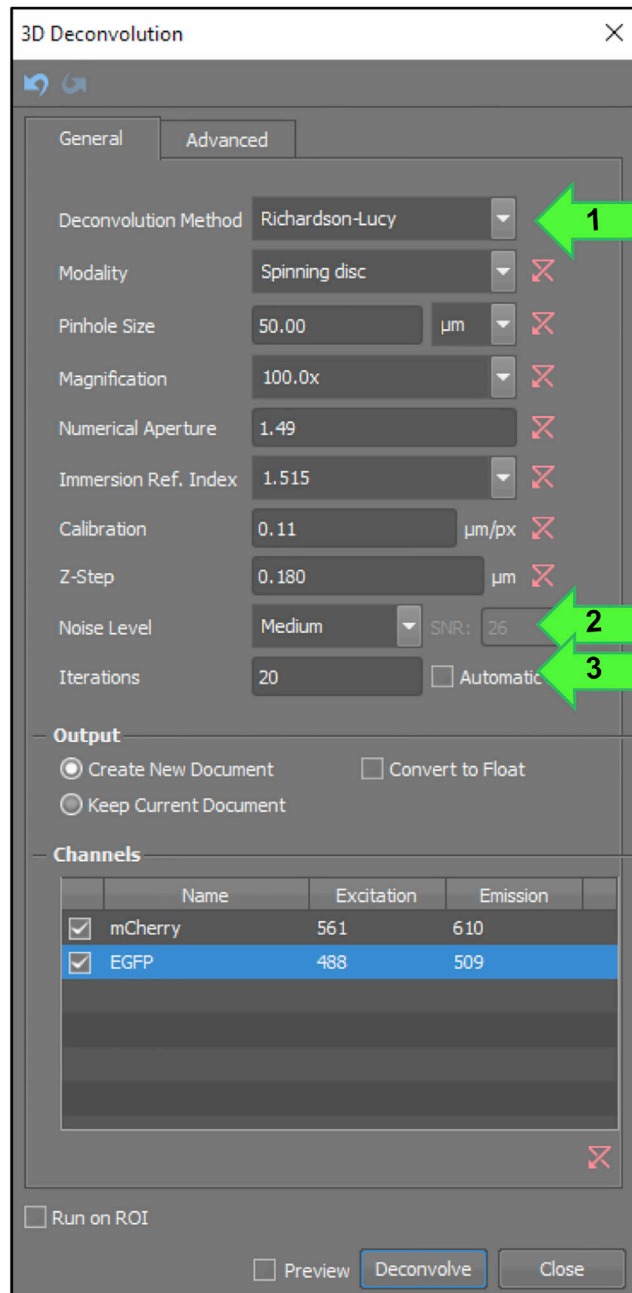 3D Deconvolution
General Advanced
Deconvolution Method Richardson-Lucy 1
Modality Spinning disc
Pinhole Size 50.00 µm
Magnification 100.0x
Numerical Aperture 1.49
Immersion Ref. Index 1.515
Calibration 0.11 µm/px
Z-Step 0.180 µm
Noise Level Medium SNR: 26 2
Iterations 20 Automatic 3
Output
Create New Document Convert to Float
Keep Current Document
Channels
Name Excitation Emission
mCherry 561 610
EGFP 488 509
Run on ROI
Preview Deconvolve Close